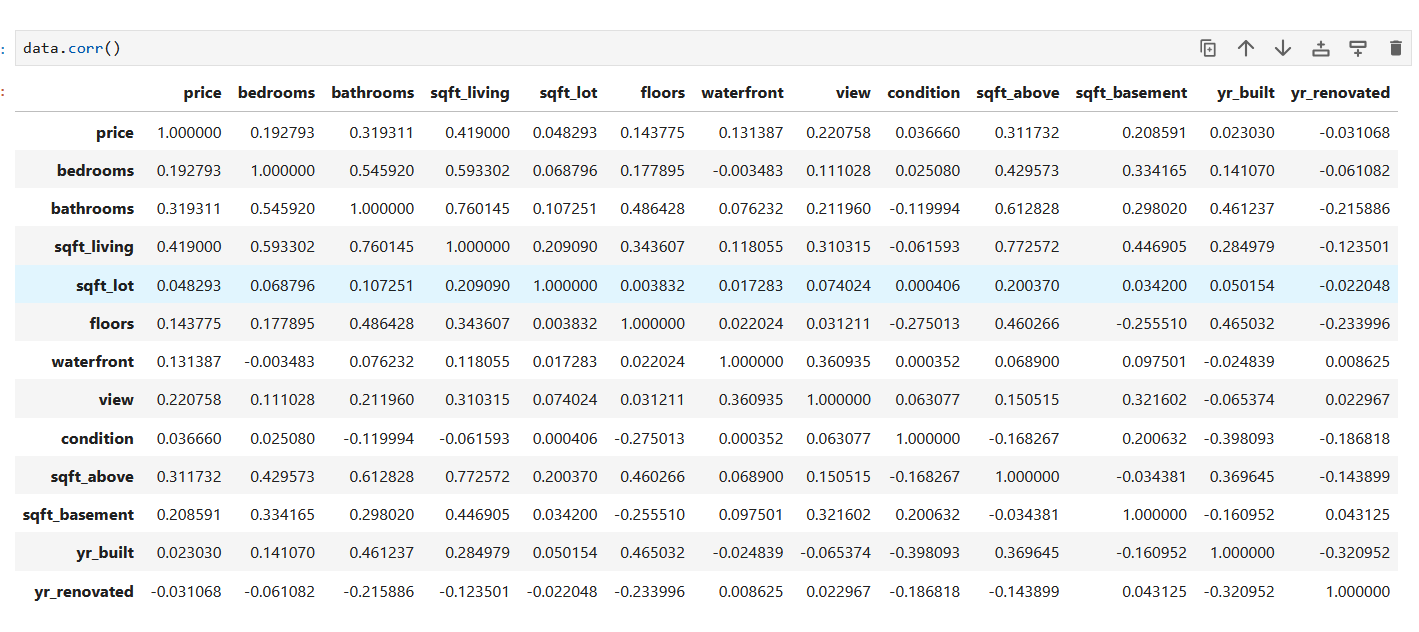 : data.corr()
:
price bedrooms bathrooms sqft_living sqft_lot floors waterfront view condition sqft_above sqft_basement yr_built yr_renovated
price 1.000000 0.192793 0.319311 0.419000 0.048293 0.143775 0.131387 0.220758 0.036660 0.311732 0.208591 0.023030 -0.031068
bedrooms 0.192793 1.000000 0.545920 0.593302 0.068796 0.177895 -0.003483 0.111028 0.025080 0.429573 0.334165 0.141070 -0.061082
bathrooms 0.319311 0.545920 1.000000 0.760145 0.107251 0.486428 0.076232 0.211960 -0.119994 0.612828 0.298020 0.461237 -0.215886
sqft_living 0.419000 0.593302 0.760145 1.000000 0.209090 0.343607 0.118055 0.310315 -0.061593 0.772572 0.446905 0.284979 -0.123501
sqft_lot 0.048293 0.068796 0.107251 0.209090 1.000000 0.003832 0.017283 0.074024 0.000406 0.200370 0.034200 0.050154 -0.022048
floors 0.143775 0.177895 0.486428 0.343607 0.003832 1.000000 0.022024 0.031211 -0.275013 0.460266 -0.255510 0.465032 -0.233996
waterfront 0.131387 -0.003483 0.076232 0.118055 0.017283 0.022024 1.000000 0.360935 0.000352 0.068900 0.097501 -0.024839 0.008625
view 0.220758 0.111028 0.211960 0.310315 0.074024 0.031211 0.360935 1.000000 0.063077 0.150515 0.321602 -0.065374 0.022967
condition 0.036660 0.025080 -0.119994 -0.061593 0.000406 -0.275013 0.000352 0.063077 1.000000 -0.168267 0.200632 -0.398093 -0.186818
sqft_above 0.311732 0.429573 0.612828 0.772572 0.200370 0.460266 0.068900 0.150515 -0.168267 1.000000 -0.034381 0.369645 -0.143899
sqft_basement 0.208591 0.334165 0.298020 0.446905 0.034200 -0.255510 0.097501 0.321602 0.200632 -0.034381 1.000000 -0.160952 0.043125
yr_built 0.023030 0.141070 0.461237 0.284979 0.050154 0.465032 -0.024839 -0.065374 -0.398093 0.369645 -0.160952 1.000000 -0.320952
yr_renovated -0.031068 -0.061082 -0.215886 -0.123501 -0.022048 -0.233996 0.008625 0.022967 -0.186818 -0.143899 0.043125 -0.320952 1.000000